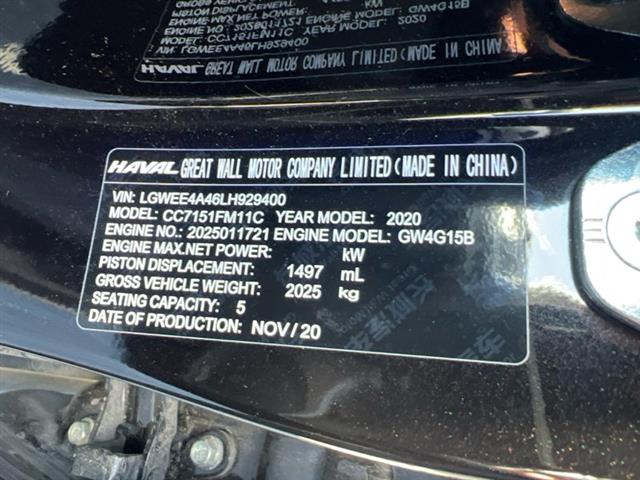 HAVAL GREAT WALL MOTOR COMPANY LIMITED (MADE IN CHINA)
VIN: LGWEE4A46LH929400
MODEL: CC7151FM11C YEAR MODEL: 2020
ENGINE NO.: 2025011721 ENGINE MODEL: GW4G15B
ENGINE MAX.NET POWER: kW
PISTON DISPLACEMENT: 1497 mL
GROSS VEHICLE WEIGHT: 2025 kg
SEATING CAPACITY: 5
DATE OF PRODUCTION: NOV/20